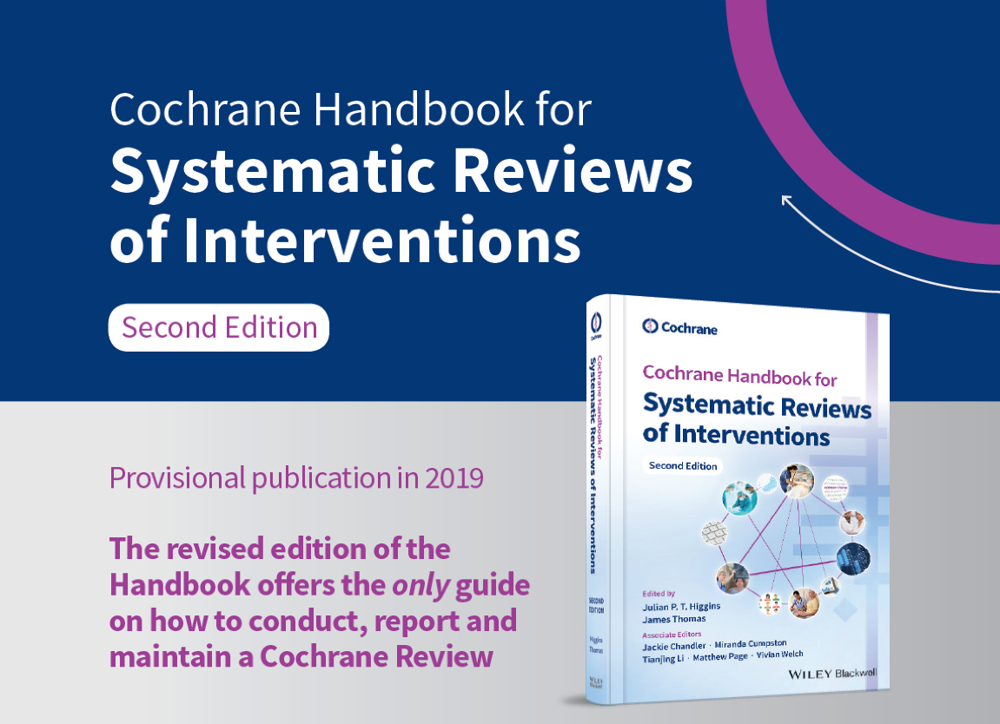 Cochrane Handbook for
Systematic Reviews
of Interventions
Second Edition
Provisional publication in 2019
The revised edition of the
Handbook offers the only guide
on how to conduct, report and
maintain a Cochrane Review
Cochrane
Cochrane Handbook for
Systematic Reviews of Interventions
SECOND
EDITION
Higgins
Thomas
WILEY
Blackwell
Cochrane
Cochrane Handbook for
Systematic Reviews
of Interventions
Second Edition
Edited by
Julian P. T. Higgins
James Thomas
Associate Editors
Jackie Chandler · Miranda Cumpston
Tianjing Li · Matthew Page · Vivian Welch
WILEY Blackwell